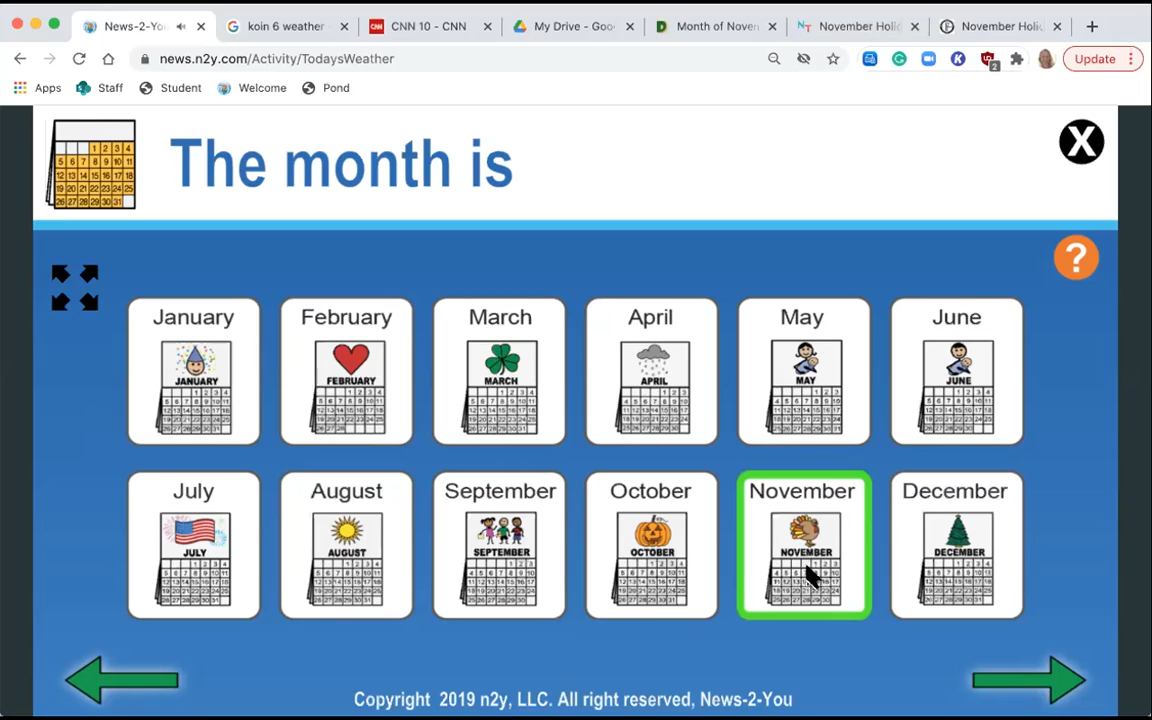 News-2-Yo
koin 6 weather
CNN 10 - CNN
My Drive - Goo
Month of Noven
November Holid
November Holid
news.n2y.com/Activity/TodaysWeather
2
Update
Apps
Staff
Student
Welcome
Pond
The month is
X
?
January
February
March
April
May
June
JANUARY
FEBRUARY
MARCH
APRIL
MAY
JUNE
July
August
September
October
November
December
JULY
AUGUST
SEPTEMBER
OCTOBER
NOVEMBER
DECEMBER
Copyright 2019 n2y, LLC. All right reserved, News-2-You